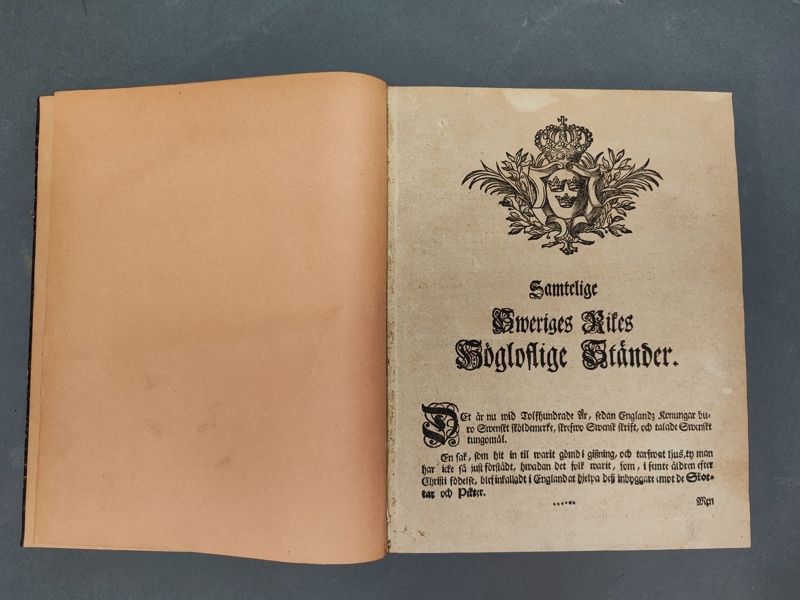 Samtelige
Sweriges Rikes
Högloflige Ständer.
DEt är nu wid Tolfhundrade År, sedan Englands Konungar bu-
ro Swenskt sköldemerke, skrefwo Swensk skrift, och talade Swenskt
tungomål.
En sak, som hit in til warit gömd i gißning, och tarfwat ljus, ty man
har icke så just förstådt, hwadan det folk warit, som, i femte åldren efter
Christi födelse, blef inkalladt i England at hjelpa deß inbyggare emot de Skot-
tar och Pikter.
Men